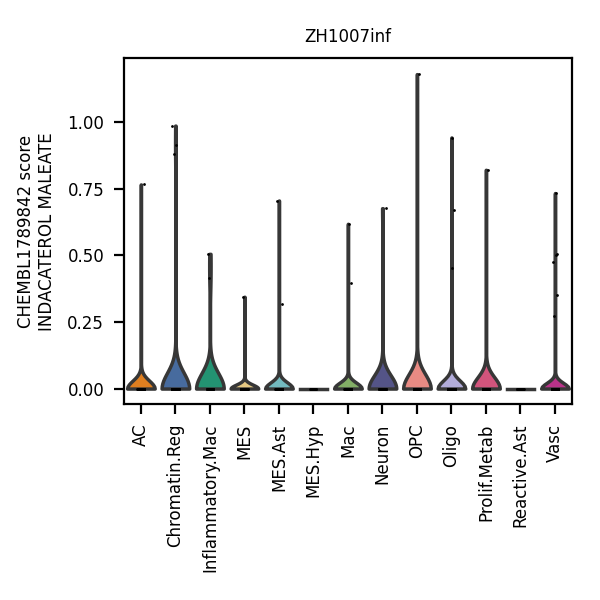 ZH1007inf
CHEMBL1789842 score
INDACATEROL MALEATE
1.00
0.75
0.50
0.25
0.00
AC
Chromatin.Reg
Inflammatory.Mac
MES
MES.Ast
MES.Hyp
Mac
Neuron
OPC
Oligo
Prolif.Metab
Reactive.Ast
Vasc